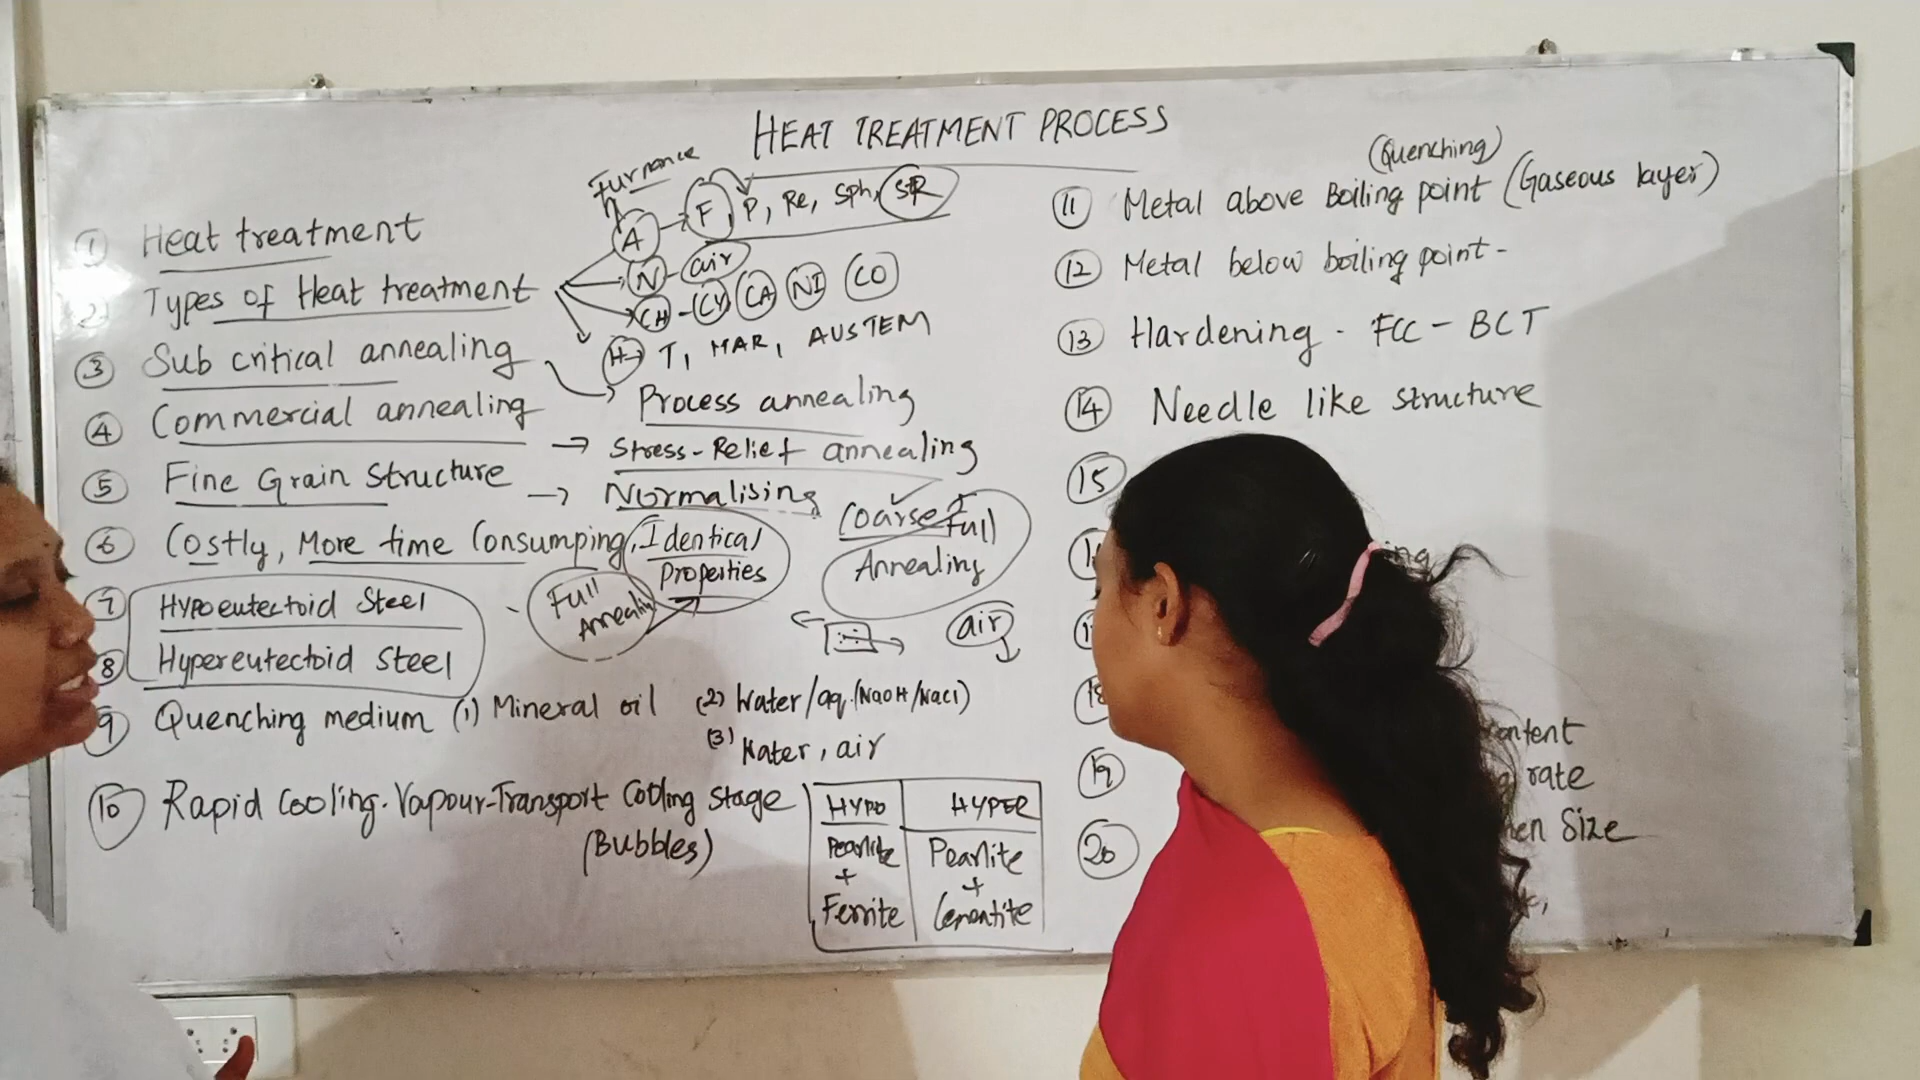 HEAT TREATMENT PROCESS
Furnance
① Heat treatment
② Types of Heat treatment
A → F, P, Re, Sph, SR
N - air
CH - CY CA NI CO
H → T, MAR, AUSTEM
③ Sub critical annealing → Process annealing
④ Commercial annealing → Stress-Relief annealing
⑤ Fine Grain Structure → Normalising
Coarse Full
Annealing
⑥ Costly, More time Consumping, Identical
Properties
Full
Annealing
air
⑦ HYPOeutectoid Steel
⑧ Hypereutectoid Steel
⑨ Quenching medium (1) Mineral oil (2) Water/aq.(NaOH/NaCl)
(3) Water, air
⑩ Rapid Cooling. Vapour-Transport Cooling Stage
(Bubbles)
HYPO HYPER
Pearlite Pearlite
+ +
Ferrite Cementite
(Quenching)
⑪ Metal above Boiling point (Gaseous layer)
⑫ Metal below boiling point-
⑬ Hardening - FCC - BCT
⑭ Needle like structure
⑮
⑲
rate
⑳ Size